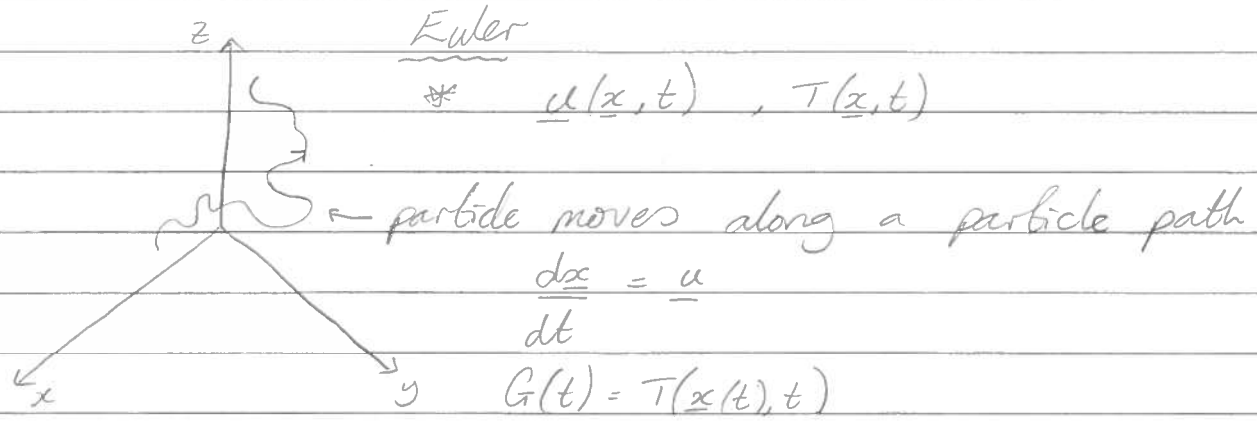 z
Euler
* u(x,t) , T(x,t)
← particle moves along a particle path
dx/dt = u
x
y
G(t) = T(x(t),t)